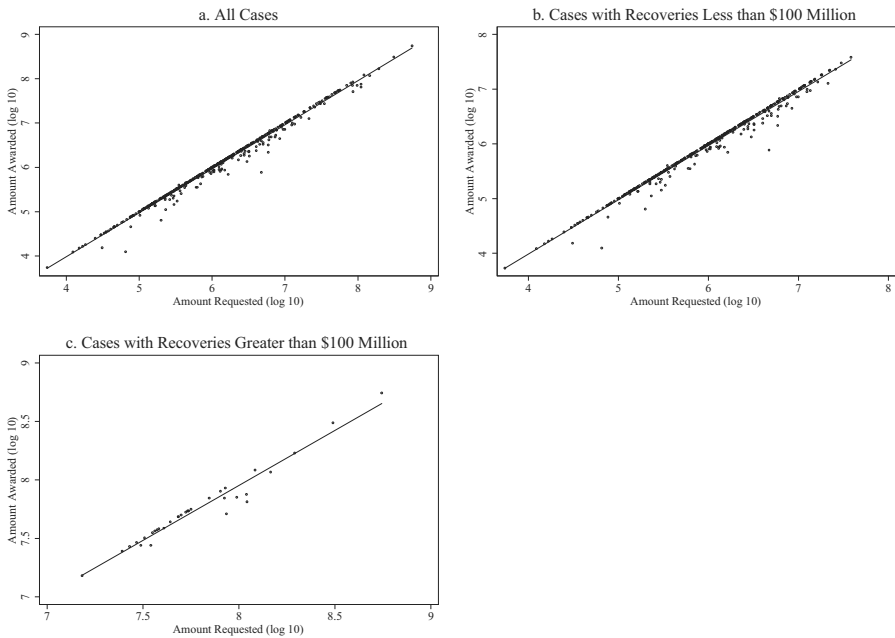 a. All Cases
Amount Awarded (log 10)
9
8
7
6
5
4
4 5 6 7 8 9
Amount Requested (log 10)
b. Cases with Recoveries Less than $100 Million
Amount Awarded (log 10)
8
7
6
5
4
4 5 6 7 8
Amount Requested (log 10)
c. Cases with Recoveries Greater than $100 Million
Amount Awarded (log 10)
9
8.5
8
7.5
7
7 7.5 8 8.5 9
Amount Requested (log 10)